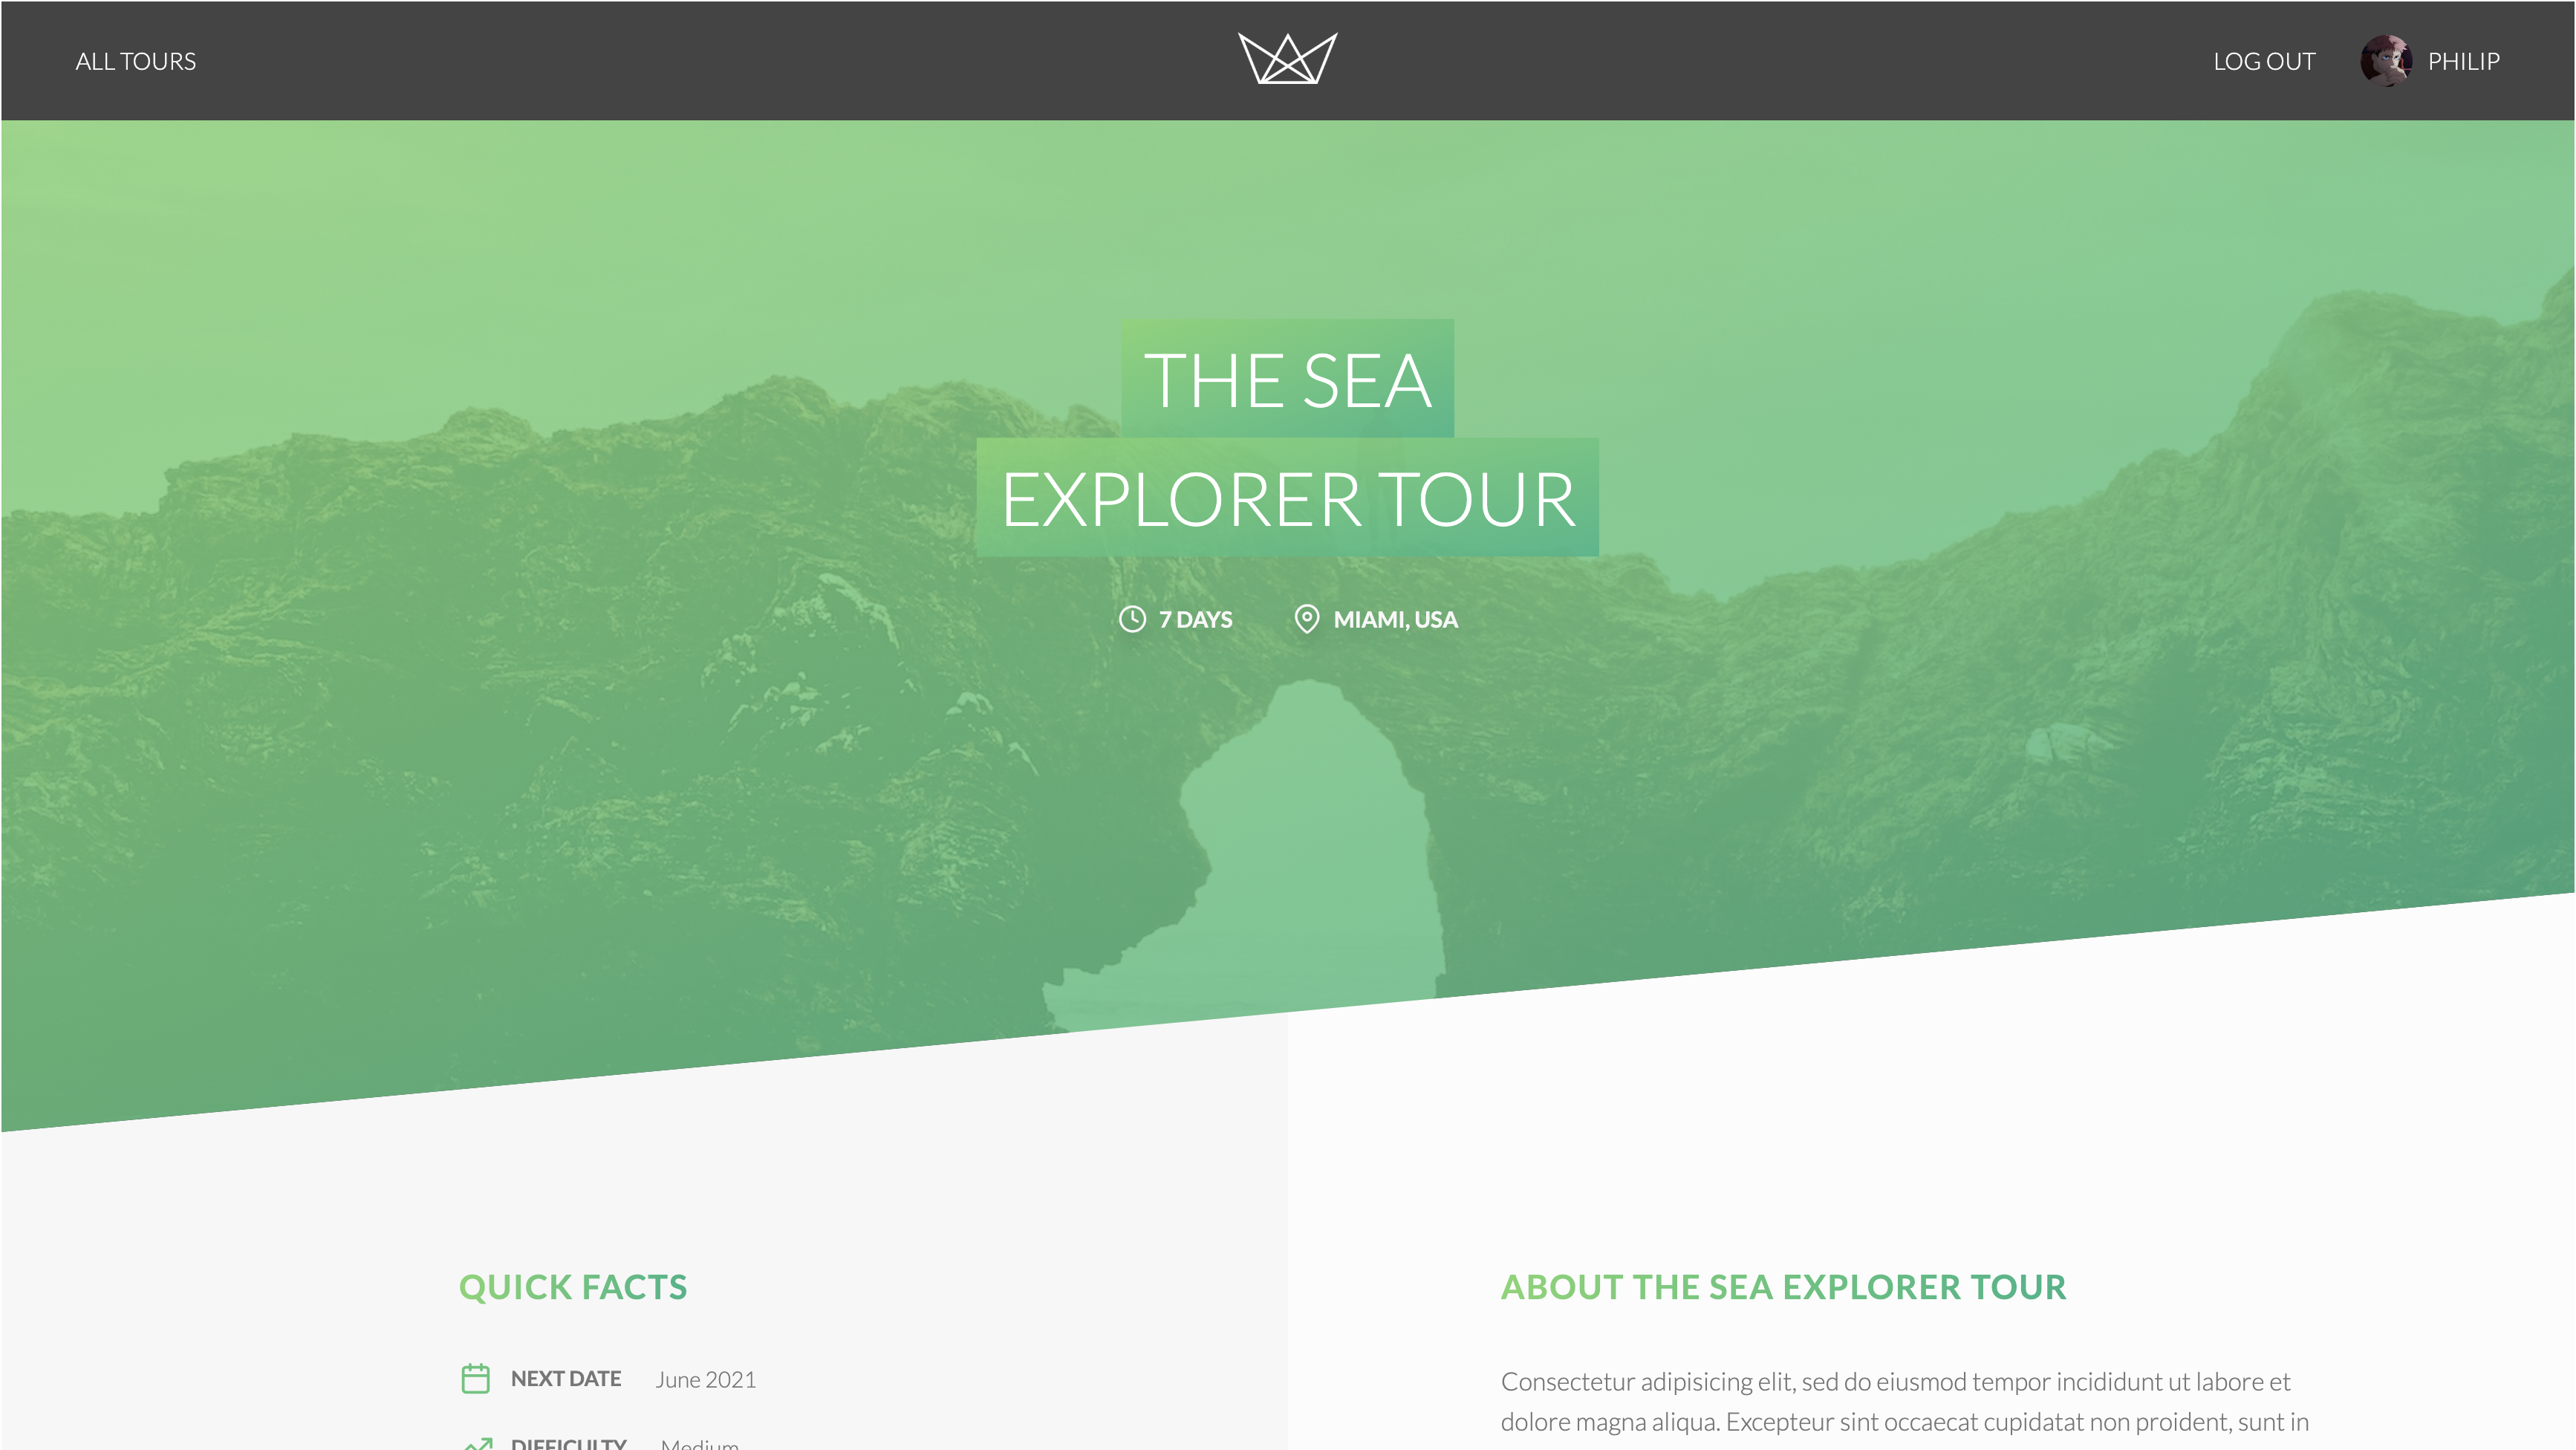 ALL TOURS
LOG OUT
PHILIP
THE SEA
EXPLORER TOUR
7 DAYS
MIAMI, USA
QUICK FACTS
NEXT DATE June 2021
DIFFICULTY Medium
ABOUT THE SEA EXPLORER TOUR
Consectetur adipisicing elit, sed do eiusmod tempor incididunt ut labore et
dolore magna aliqua. Excepteur sint occaecat cupidatat non proident, sunt in